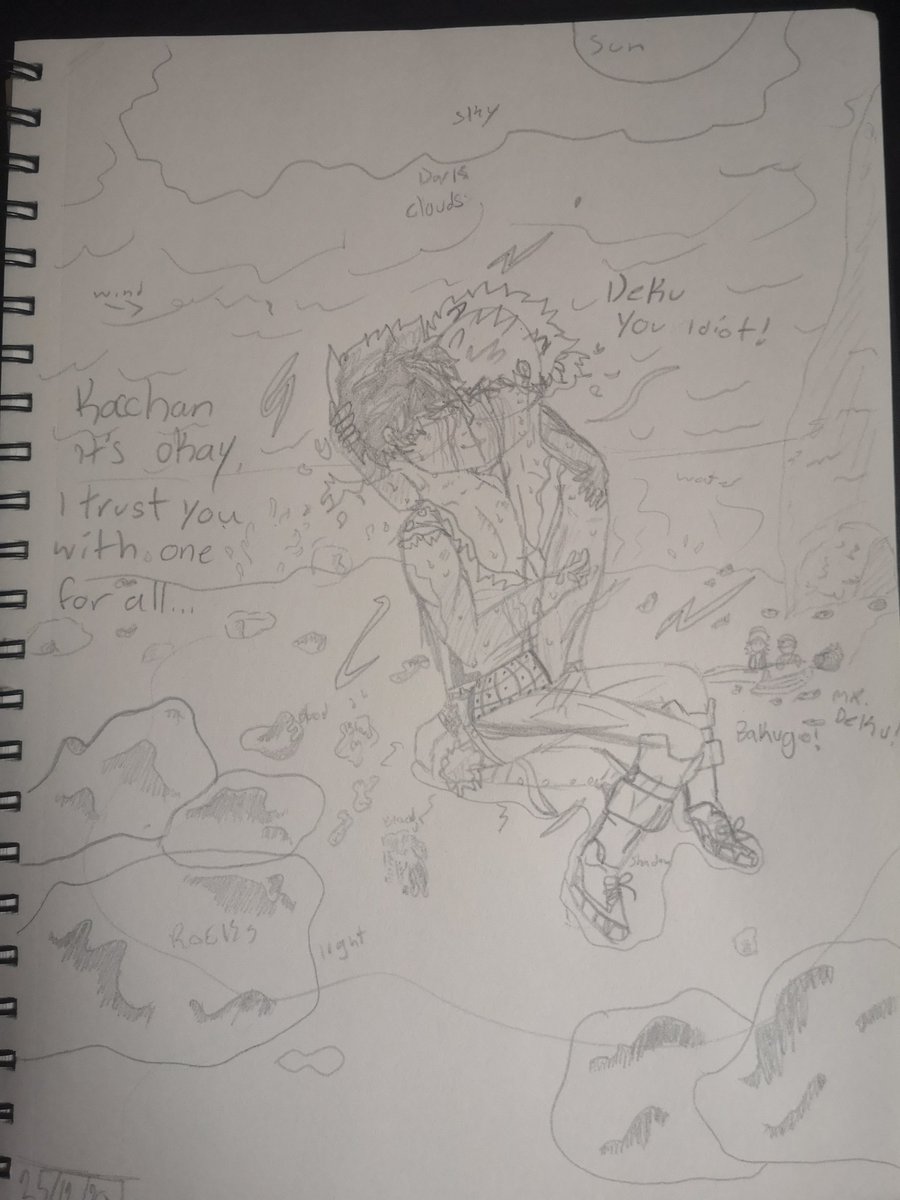 Sun
sky
Dark
clouds
wind
Deku
You idiot!
Kacchan
it's okay,
I trust you
with one
for all...
water
Mr.
Deku!
Bakugo!
Shadow
Rocks
light